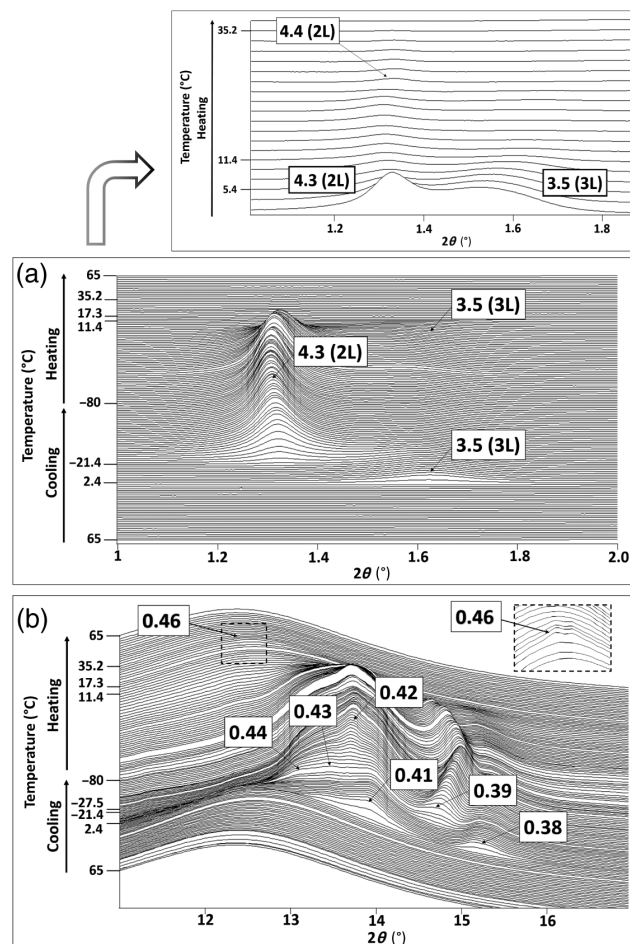 35.2
4.4 (2L)
Temperature (°C)
Heating
11.4
5.4
4.3 (2L)
3.5 (3L)
1.2
1.4
1.6
1.8
2θ (°)
(a)
65
35.2
17.3
11.4
3.5 (3L)
4.3 (2L)
Temperature (°C)
Heating
−80
Cooling
3.5 (3L)
−21.4
2.4
65
1
1.2
1.4
1.6
1.8
2.0
2θ (°)
(b)
0.46
0.46
65
35.2
17.3
11.4
Temperature (°C)
Heating
0.42
0.43
0.44
0.41
0.39
0.38
−80
Cooling
−27.5
−21.4
2.4
65
12
13
14
15
16
2θ (°)